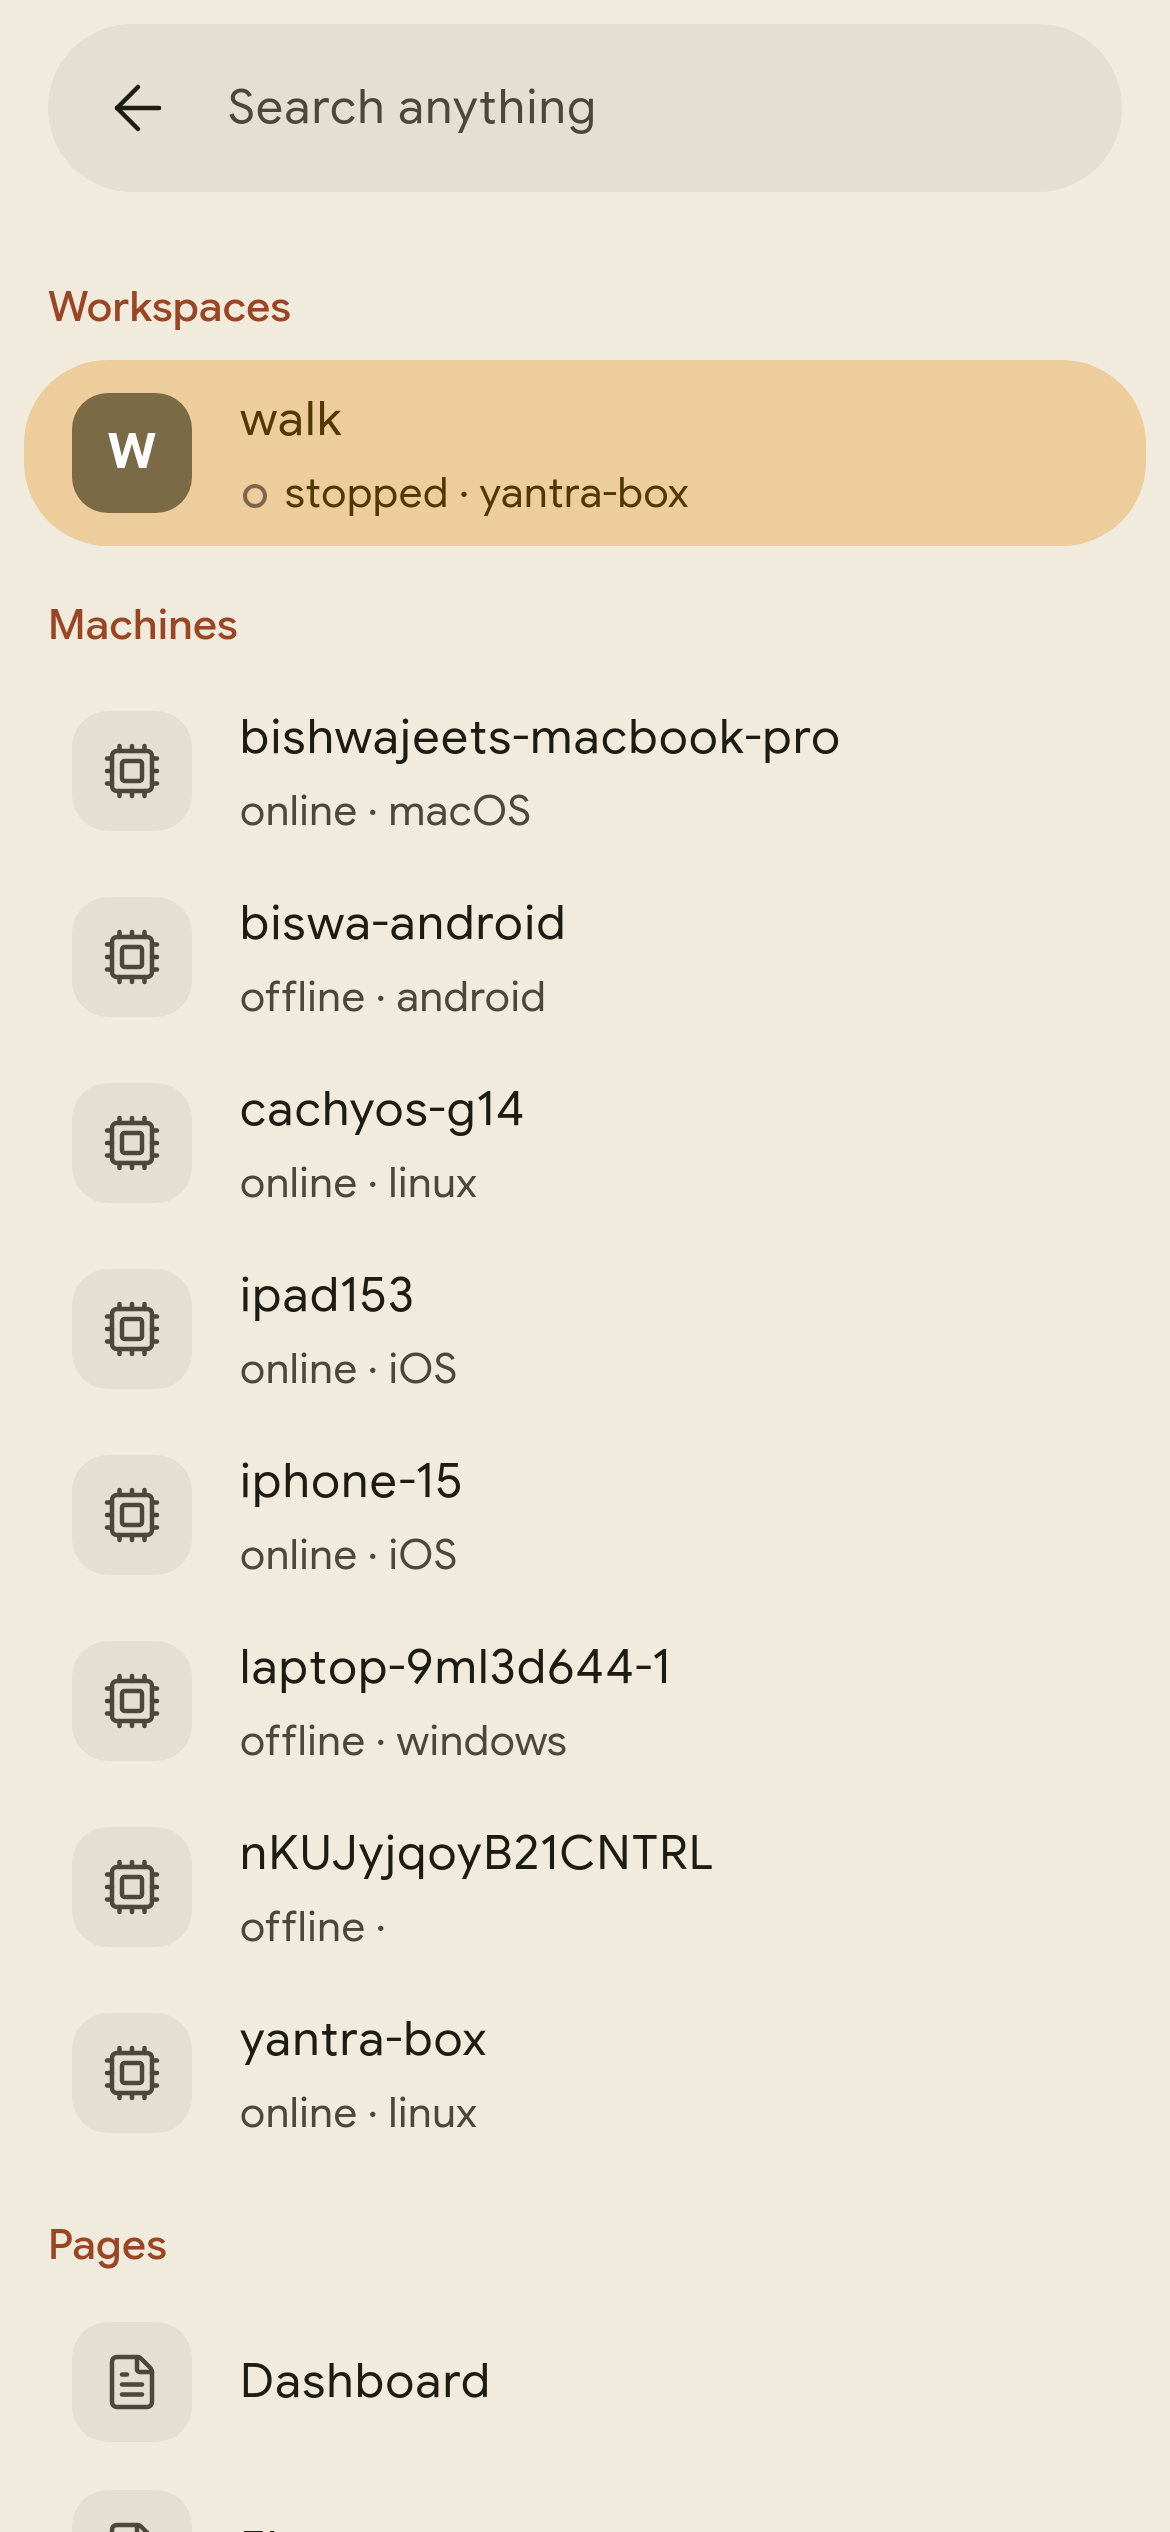 Search anything
Workspaces
W
walk
stopped · yantra-box
Machines
bishwajeets-macbook-pro
online · macOS
biswa-android
offline · android
cachyos-g14
online · linux
ipad153
online · iOS
iphone-15
online · iOS
laptop-9ml3d644-1
offline · windows
nKUJyjqoyB21CNTRL
offline ·
yantra-box
online · linux
Pages
Dashboard